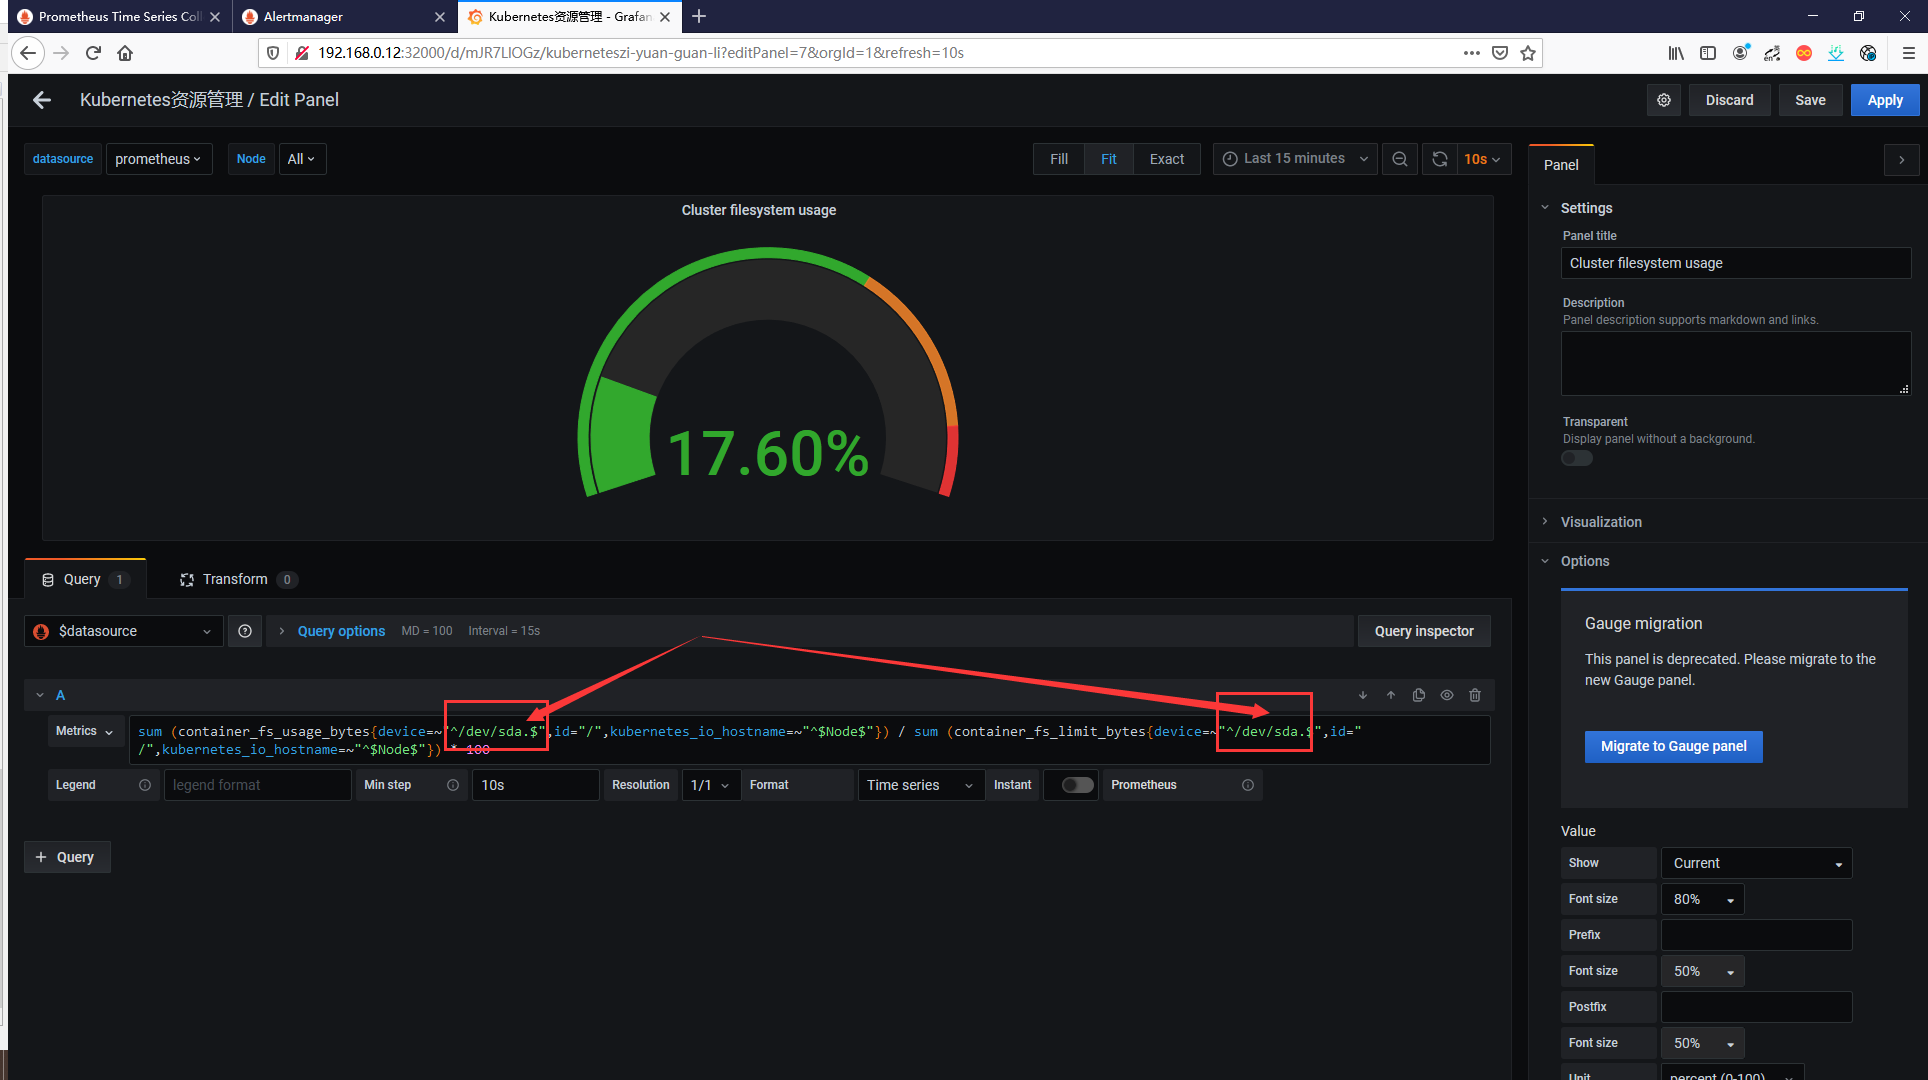 Prometheus Time Series Coll
Alertmanager
Kubernetes资源管理 - Grafan
192.168.0.12:32000/d/mJR7LlOGz/kuberneteszi-yuan-guan-li?editPanel=7&orgId=1&refresh=10s
Kubernetes资源管理 / Edit Panel
Discard
Save
Apply
datasource
prometheus
Node
All
Fill
Fit
Exact
Last 15 minutes
10s
Cluster filesystem usage
17.60%
Query 1
Transform 0
$datasource
Query options
MD = 100
Interval = 15s
Query inspector
A
Metrics
sum (container_fs_usage_bytes{device=~"^/dev/sda.$",id="/",kubernetes_io_hostname=~"^$Node$"}) / sum (container_fs_limit_bytes{device=~"^/dev/sda.$",id="
/",kubernetes_io_hostname=~"^$Node$"}) * 100
Legend
legend format
Min step
10s
Resolution
1/1
Format
Time series
Instant
Prometheus
+ Query
Panel
Settings
Panel title
Cluster filesystem usage
Description
Panel description supports markdown and links.
Transparent
Display panel without a background.
Visualization
Options
Gauge migration
This panel is deprecated. Please migrate to the
new Gauge panel.
Migrate to Gauge panel
Value
Show
Current
Font size
80%
Prefix
Font size
50%
Postfix
Font size
50%
Unit
percent (0-100)